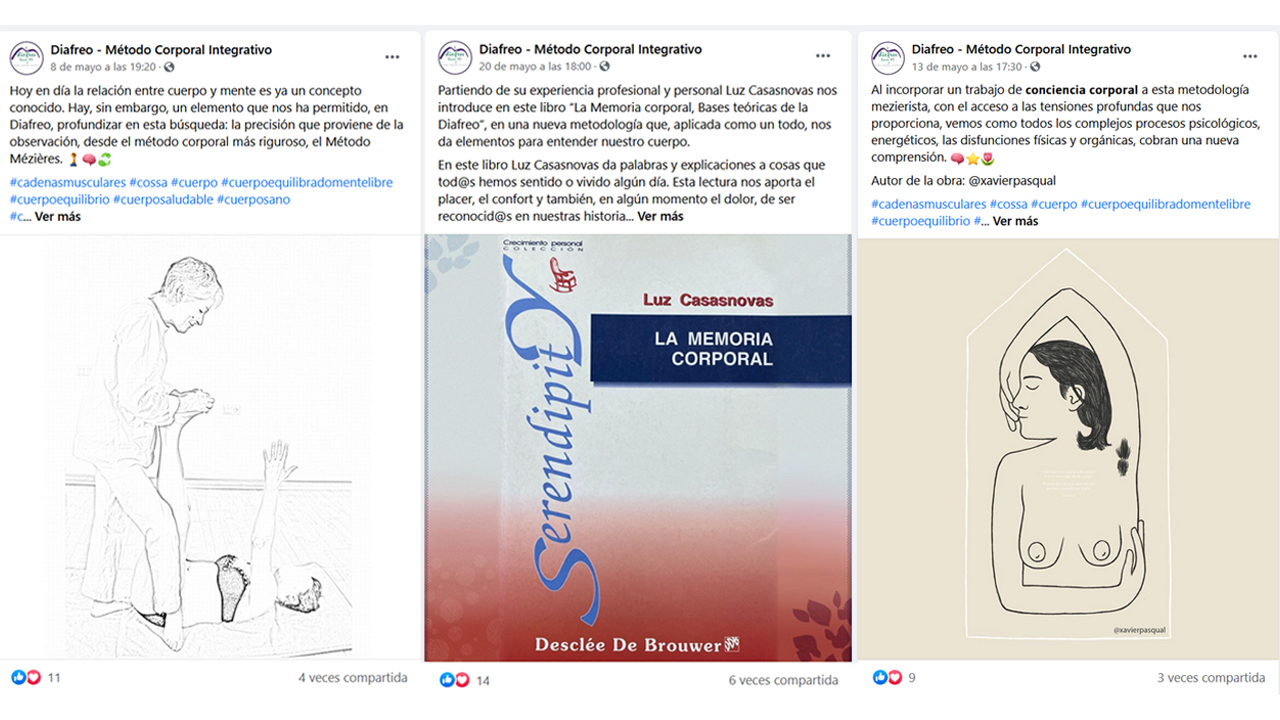 Diafreo - Método Corporal Integrativo
8 de mayo a las 19:20 ·
Hoy en día la relación entre cuerpo y mente es ya un concepto
conocido. Hay, sin embargo, un elemento que nos ha permitido, en
Diafreo, profundizar en esta búsqueda: la precisión que proviene de la
observación, desde el método corporal más riguroso, el Método
Mézières.
#cadenasmusculares #cossa #cuerpo #cuerpoequilibradomentelibre
#cuerpoequilibrio #cuerposaludable #cuerposano
#c... Ver más
11
4 veces compartida
Diafreo - Método Corporal Integrativo
20 de mayo a las 18:00 ·
Partiendo de su experiencia profesional y personal Luz Casasnovas nos
introduce en este libro “La Memoria corporal, Bases teóricas de la
Diafreo”, en una nueva metodología que, aplicada como un todo, nos
da elementos para entender nuestro cuerpo.
En este libro Luz Casasnovas da palabras y explicaciones a cosas que
tod@s hemos sentido o vivido algún día. Esta lectura nos aporta el
placer, el confort y también, en algún momento el dolor, de ser
reconocid@s en nuestras historia... Ver más
Crecimiento personal
COLECCIÓN
Serendipity
Luz Casasnovas
LA MEMORIA
CORPORAL
Desclée De Brouwer
14
6 veces compartida
Diafreo - Método Corporal Integrativo
13 de mayo a las 17:30 ·
Al incorporar un trabajo de conciencia corporal a esta metodología
mezierista, con el acceso a las tensiones profundas que nos
proporciona, vemos como todos los complejos procesos psicológicos,
energéticos, las disfunciones físicas y orgánicas, cobran una nueva
comprensión.
Autor de la obra: @xavierpasqual
#cadenasmusculares #cossa #cuerpo #cuerpoequilibradomentelibre
#cuerpoequilibrio #... Ver más
@xavierpasqual
9
3 veces compartida